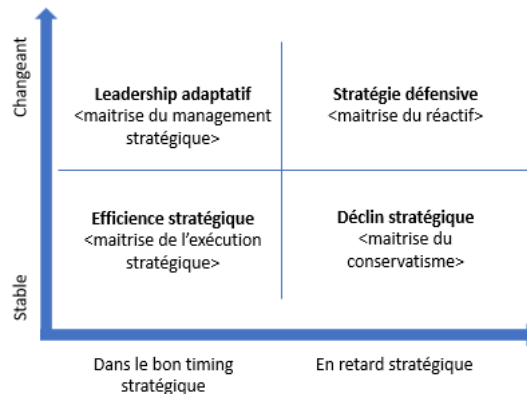 Changeant
Leadership adaptatif
<maitrise du management
stratégique>
Stratégie défensive
<maitrise du réactif>
Efficience stratégique
<maitrise de l'exécution
stratégique>
Déclin stratégique
<maitrise du
conservatisme>
Stable
Dans le bon timing
stratégique
En retard stratégique